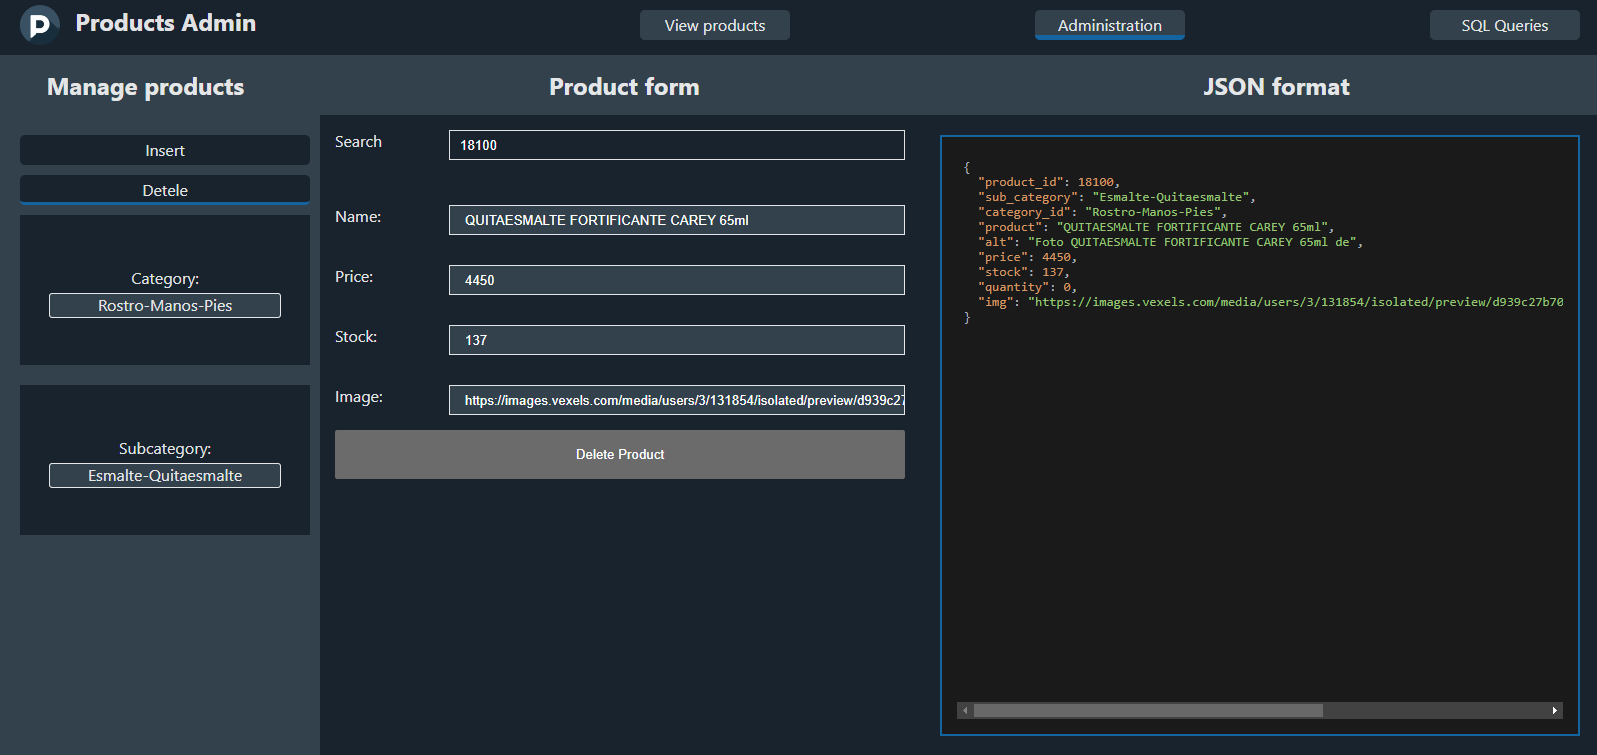 Products Admin
View products
Administration
SQL Queries
Manage products
Product form
JSON format
Insert
Detele
Category:
Rostro-Manos-Pies
Subcategory:
Esmalte-Quitaesmalte
Search
18100
Name:
QUITAESMALTE FORTIFICANTE CAREY 65ml
Price:
4450
Stock:
137
Image:
https://images.vexels.com/media/users/3/131854/isolated/preview/d939c27
Delete Product
{
"product_id": 18100,
"sub_category": "Esmalte-Quitaesmalte",
"category_id": "Rostro-Manos-Pies",
"product": "QUITAESMALTE FORTIFICANTE CAREY 65ml",
"alt": "Foto QUITAESMALTE FORTIFICANTE CAREY 65ml de",
"price": 4450,
"stock": 137,
"quantity": 0,
"img": "https://images.vexels.com/media/users/3/131854/isolated/preview/d939c27b70
}